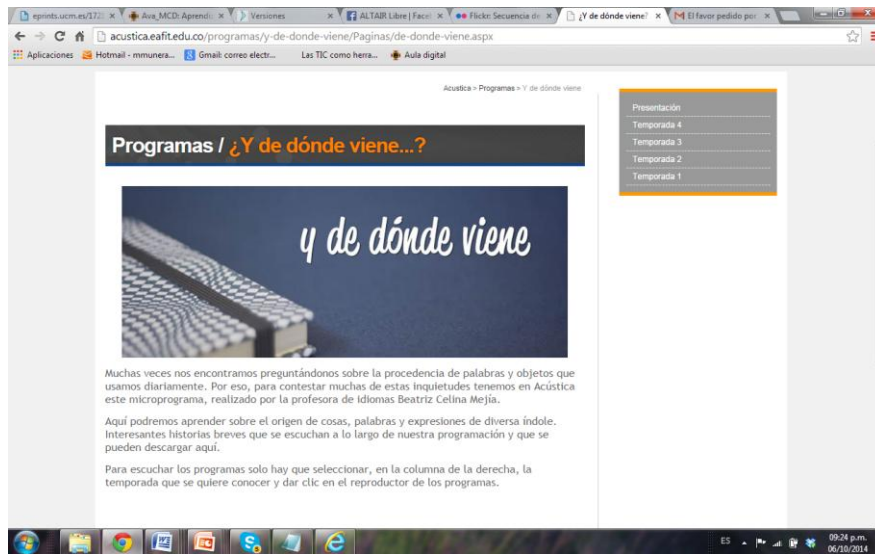 eprints.ucm.es/172
Ava_MCD: Aprendi
Versiones
ALTAIR Libre | Face
Flickr: Secuencia de
¿Y de dónde viene?
El favor pedido por
acustica.eafit.edu.co/programas/y-de-donde-viene/Paginas/de-donde-viene.aspx
Aplicaciones Hotmail - mmunera... Gmail: correo electr... Las TIC como herra... Aula digital
Acustica > Programas > Y de dónde viene
Programas / ¿Y de dónde viene...?
y de dónde viene
Muchas veces nos encontramos preguntándonos sobre la procedencia de palabras y objetos que
usamos diariamente. Por eso, para contestar muchas de estas inquietudes tenemos en Acústica
este microprograma, realizado por la profesora de idiomas Beatriz Celina Mejía.
Aquí podremos aprender sobre el origen de cosas, palabras y expresiones de diversa índole.
Interesantes historias breves que se escuchan a lo largo de nuestra programación y que se
pueden descargar aquí.
Para escuchar los programas solo hay que seleccionar, en la columna de la derecha, la
temporada que se quiere conocer y dar clic en el reproductor de los programas.
Presentación
Temporada 4
Temporada 3
Temporada 2
Temporada 1
ES
09:24 p.m.
06/10/2014